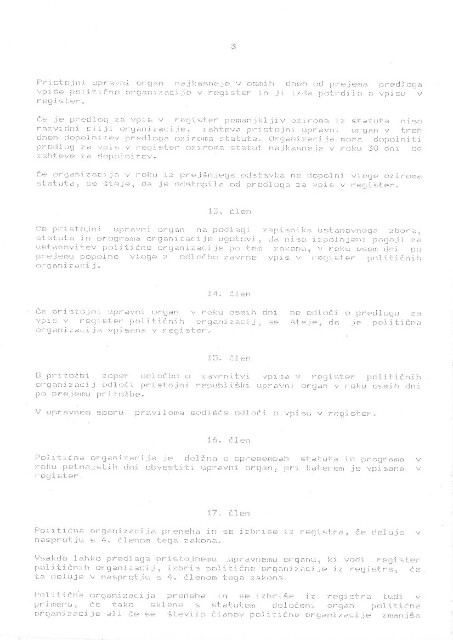 3
Pristojni upravni organ najkasneje v osmih dneh od prejema predloga
vpiše politično organizacijo v register in ji izda potrdilo o vpisu v
register.
Če je predlog za vpis v register pomanjkljiv oziroma iz statuta niso
razvidni cilji organizacije, zahteva pristojni upravni organ v treh
dneh dopolnitev predloga oziroma statuta. Organizacija mora dopolniti
predlog za vpis v register oziroma statut najkasneje v roku 30 dni od
zahteve za dopolnitev.
Če organizacija v roku iz prejšnjega odstavka ne dopolni vloge oziroma
statuta, se šteje, da je odstopila od predloga za vpis v register.
13. člen
Če pristojni upravni organ na podlagi zapisnika ustanovnega zbora,
statuta in programa organizacije ugotovi, da niso izpolnjeni pogoji za
ustanovitev politične organizacije po tem zakonu, v roku osmih dni po
prejemu popolne vloge z odločbo zavrne vpis v register političnih
organizacij.
14. člen
Če pristojni upravni organ v roku osmih dni ne odloči o predlogu za
vpis v register političnih organizacij, se šteje, da je politična
organizacija vpisana v register.
15. člen
O pritožbi zoper odločbo o zavrnitvi vpisa v register političnih
organizacij odloči pristojni republiški upravni organ v roku osmih dni
po prejemu pritožbe.
V upravnem sporu praviloma sodišče odloči o vpisu v register.
16. člen
Politična organizacija je dolžna o spremembah statuta in programa v
roku petnajstih dni obvestiti upravni organ, pri katerem je vpisana v
register.
17. člen
Politična organizacija preneha in se izbriše iz registra, če deluje v
nasprotju s 4. členom tega zakona.
Vsakdo lahko predlaga pristojnemu upravnemu organu, ki vodi register
političnih organizacij, izbris politične organizacije iz registra, če
ta deluje v nasprotju s 4. členom tega zakona.
Politična organizacija preneha in se izbriše iz registra tudi v
primeru, če tako sklene s statutom določeni organ politične
organizacije ali če se število članov politične organizacije zmanjša